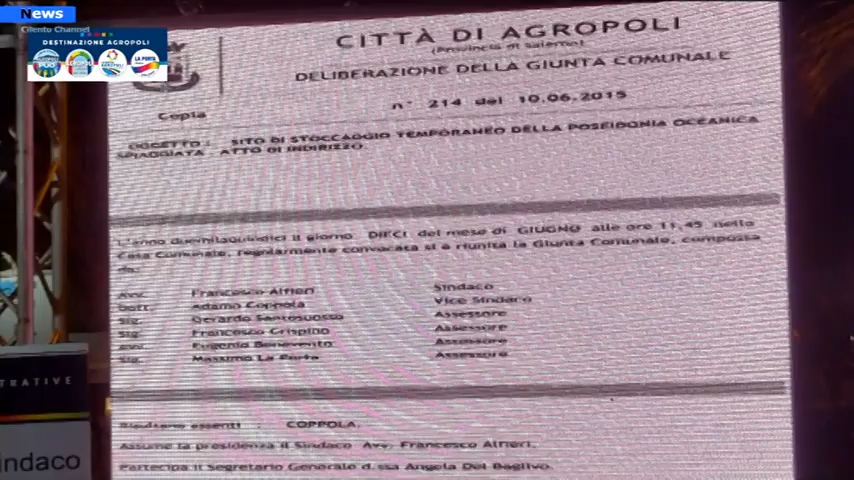 News
Cilento Channel
DESTINAZIONE AGROPOLI
CITTÀ DI AGROPOLI
(Provincia di Salerno)
DELIBERAZIONE DELLA GIUNTA COMUNALE
Copia
n° 214 del 10.06.2015
OGGETTO : SITO DI STOCCAGGIO TEMPORANEO DELLA POSEIDONIA OCEANICA
SPIAGGIATA. ATTO DI INDIRIZZO.
L'anno duemilaquindici il giorno DIECI del mese di GIUGNO alle ore 11,45 nella
Casa Comunale, regolarmente convocata si è riunita la Giunta Comunale, composta
da:
Avv. Francesco Alfieri Sindaco
dott. Adamo Coppola Vice Sindaco
sig. Gerardo Santosuosso Assessore
sig. Francesco Crispino Assessore
avv. Eugenio Benevento Assessore
sig. Massimo La Porta Assessore
Risultano assenti : COPPOLA
Assume la presidenza il Sindaco Avv. Francesco Alfieri.
Partecipa il Segretario Generale d.ssa Angela Del Baglivo.
TRATIVE
indaco